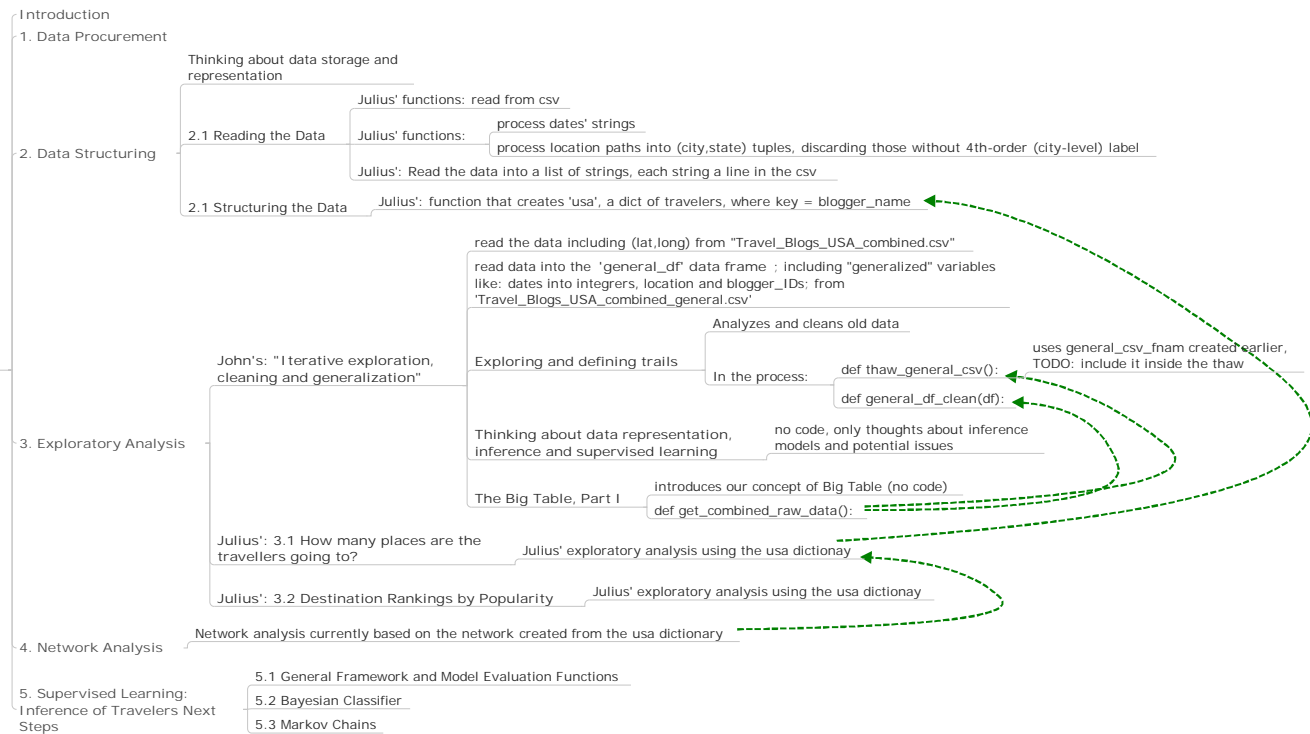 Introduction
1. Data Procurement
Thinking about data storage and
representation
Julius' functions: read from csv
2.1 Reading the Data
Julius' functions:
process dates' strings
process location paths into (city,state) tuples, discarding those without 4th-order (city-level) label
2. Data Structuring
Julius': Read the data into a list of strings, each string a line in the csv
2.1 Structuring the Data
Julius': function that creates 'usa', a dict of travelers, where key = blogger_name
read the data including (lat,long) from "Travel_Blogs_USA_combined.csv"
read data into the 'general_df' data frame ; including "generalized" variables
like: dates into integrers, location and blogger_IDs; from
'Travel_Blogs_USA_combined_general.csv'
Analyzes and cleans old data
John's: "Iterative exploration,
cleaning and generalization"
Exploring and defining trails
In the process:
def thaw_general_csv():
uses general_csv_fnam created earlier,
TODO: include it inside the thaw
def general_df_clean(df):
3. Exploratory Analysis
Thinking about data representation,
inference and supervised learning
no code, only thoughts about inference
models and potential issues
The Big Table, Part I
introduces our concept of Big Table (no code)
def get_combined_raw_data():
Julius': 3.1 How many places are the
travellers going to?
Julius' exploratory analysis using the usa dictionay
Julius': 3.2 Destination Rankings by Popularity
Julius' exploratory analysis using the usa dictionay
4. Network Analysis
Network analysis currently based on the network created from the usa dictionary
5. Supervised Learning:
Inference of Travelers Next
Steps
5.1 General Framework and Model Evaluation Functions
5.2 Bayesian Classifier
5.3 Markov Chains